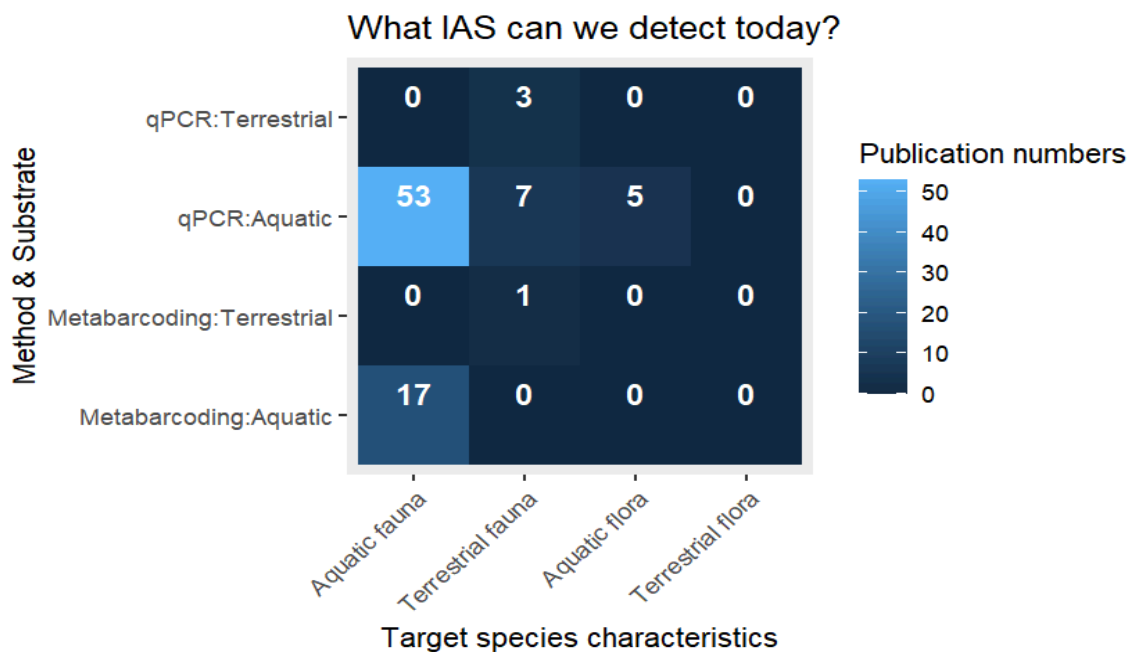 What IAS can we detect today?
Method & Substrate
qPCR:Terrestrial
0 3 0 0
qPCR:Aquatic
53 7 5 0
Metabarcoding:Terrestrial
0 1 0 0
Metabarcoding:Aquatic
17 0 0 0
Aquatic fauna
Terrestrial fauna
Aquatic flora
Terrestrial flora
Target species characteristics
Publication numbers
50
40
30
20
10
0